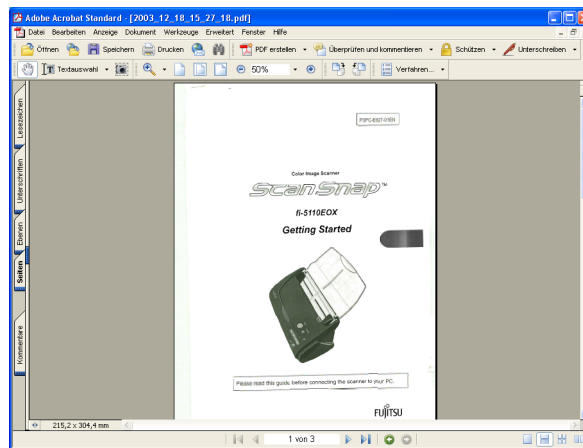 Adobe Acrobat Standard - [2003_12_18_15_27_18.pdf]
Datei Bearbeiten Anzeige Dokument Werkzeuge Erweitert Fenster Hilfe
Öffnen Speichern Drucken PDF erstellen Überprüfen und kommentieren Schützen Unterschreiben
Textauswahl 50% Verfahren...
Lesezeichen
Unterschriften
Ebenen
Seiten
Kommentare
P3PC-E927-01EN
Color Image Scanner
ScanSnap™
fi-5110EOX
Getting Started
Please read this guide before connecting the scanner to your PC.
FUJITSU
215,2 x 304,4 mm
1 von 3